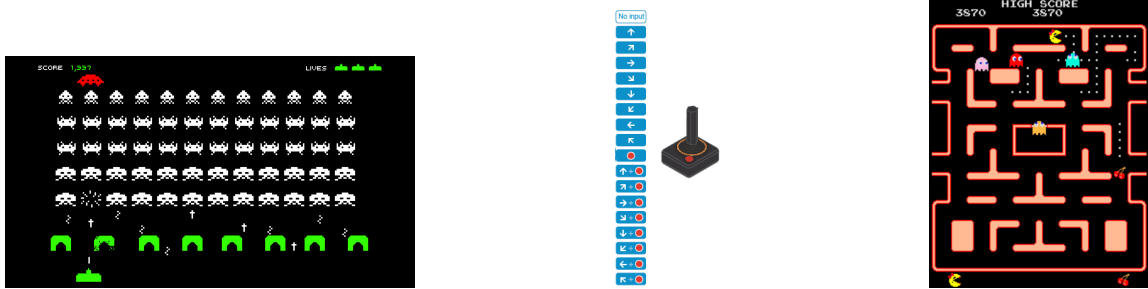 SCORE 1,337
LIVES
No input
HIGH SCORE
3870 3870